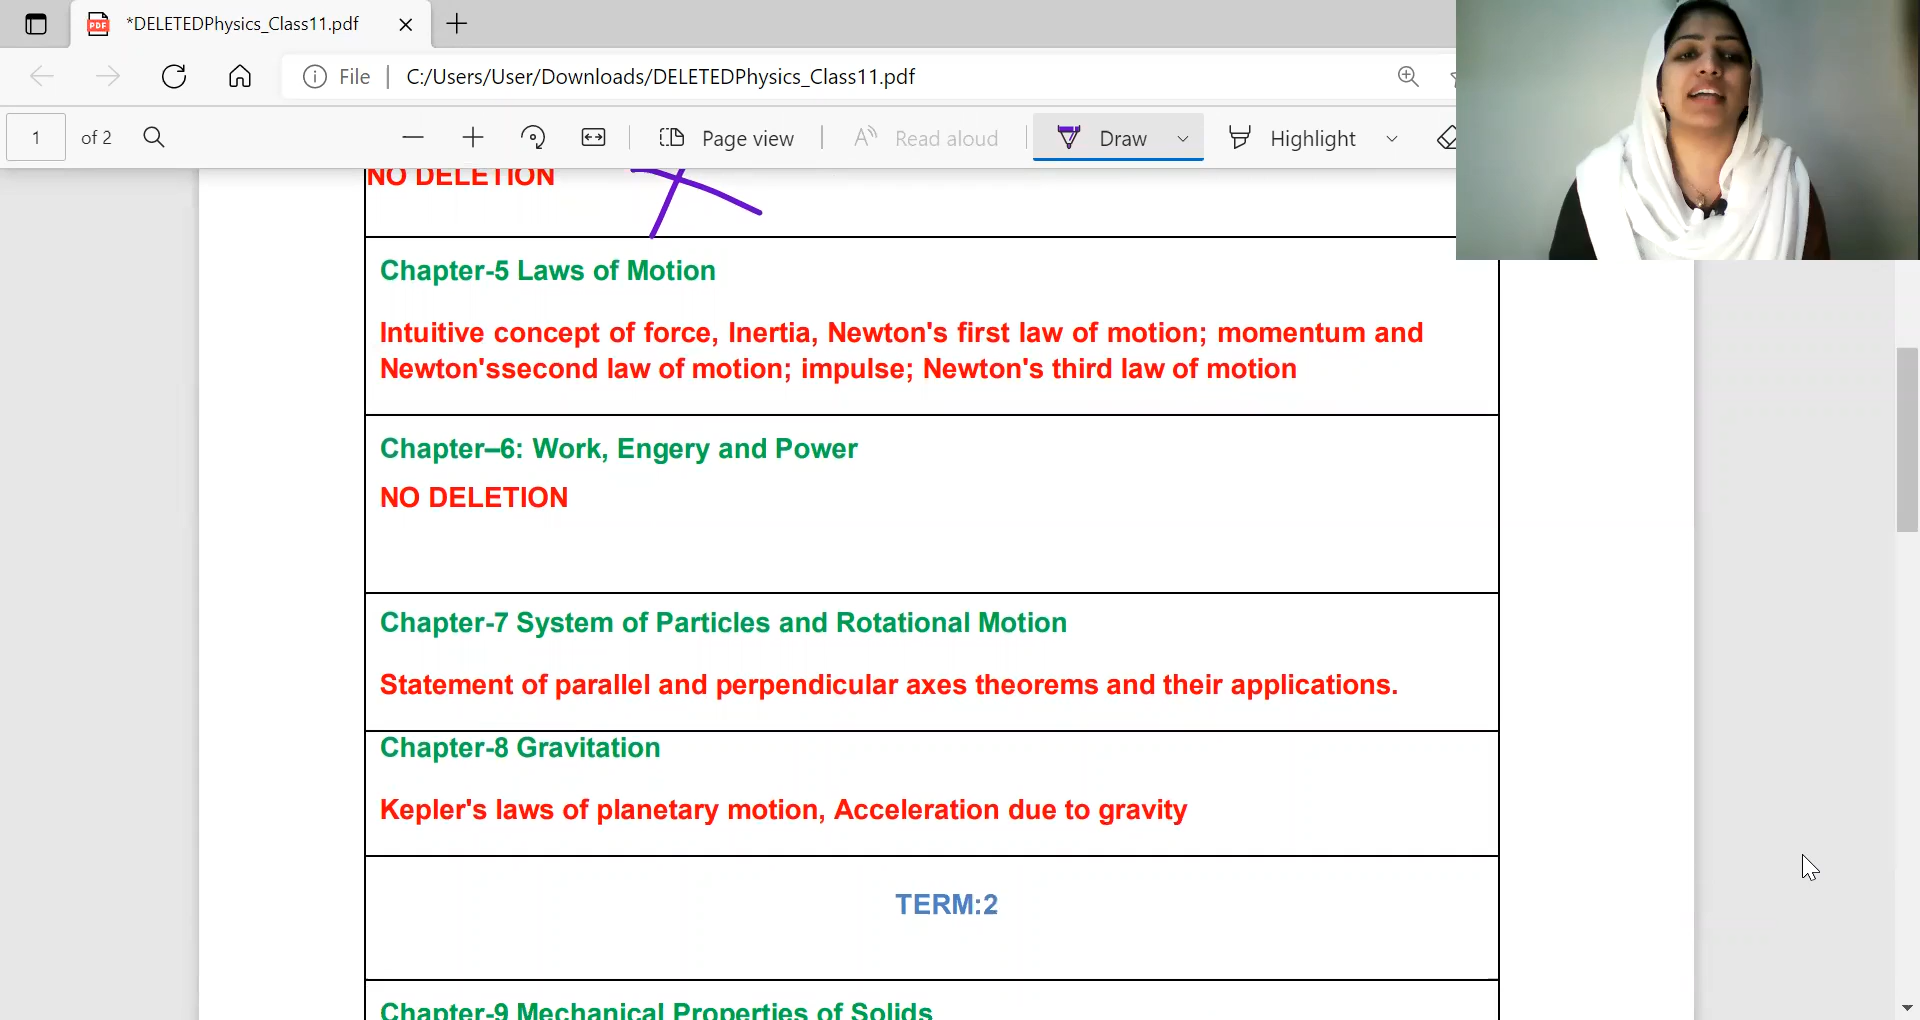 *DELETEDPhysics_Class11.pdf
File | C:/Users/User/Downloads/DELETEDPhysics_Class11.pdf
1 of 2 Page view Read aloud Draw Highlight
NO DELETION
Chapter-5 Laws of Motion
Intuitive concept of force, Inertia, Newton's first law of motion; momentum and
Newton'ssecond law of motion; impulse; Newton's third law of motion
Chapter–6: Work, Engery and Power
NO DELETION
Chapter-7 System of Particles and Rotational Motion
Statement of parallel and perpendicular axes theorems and their applications.
Chapter-8 Gravitation
Kepler's laws of planetary motion, Acceleration due to gravity
TERM:2
Chapter-9 Mechanical Properties of Solids